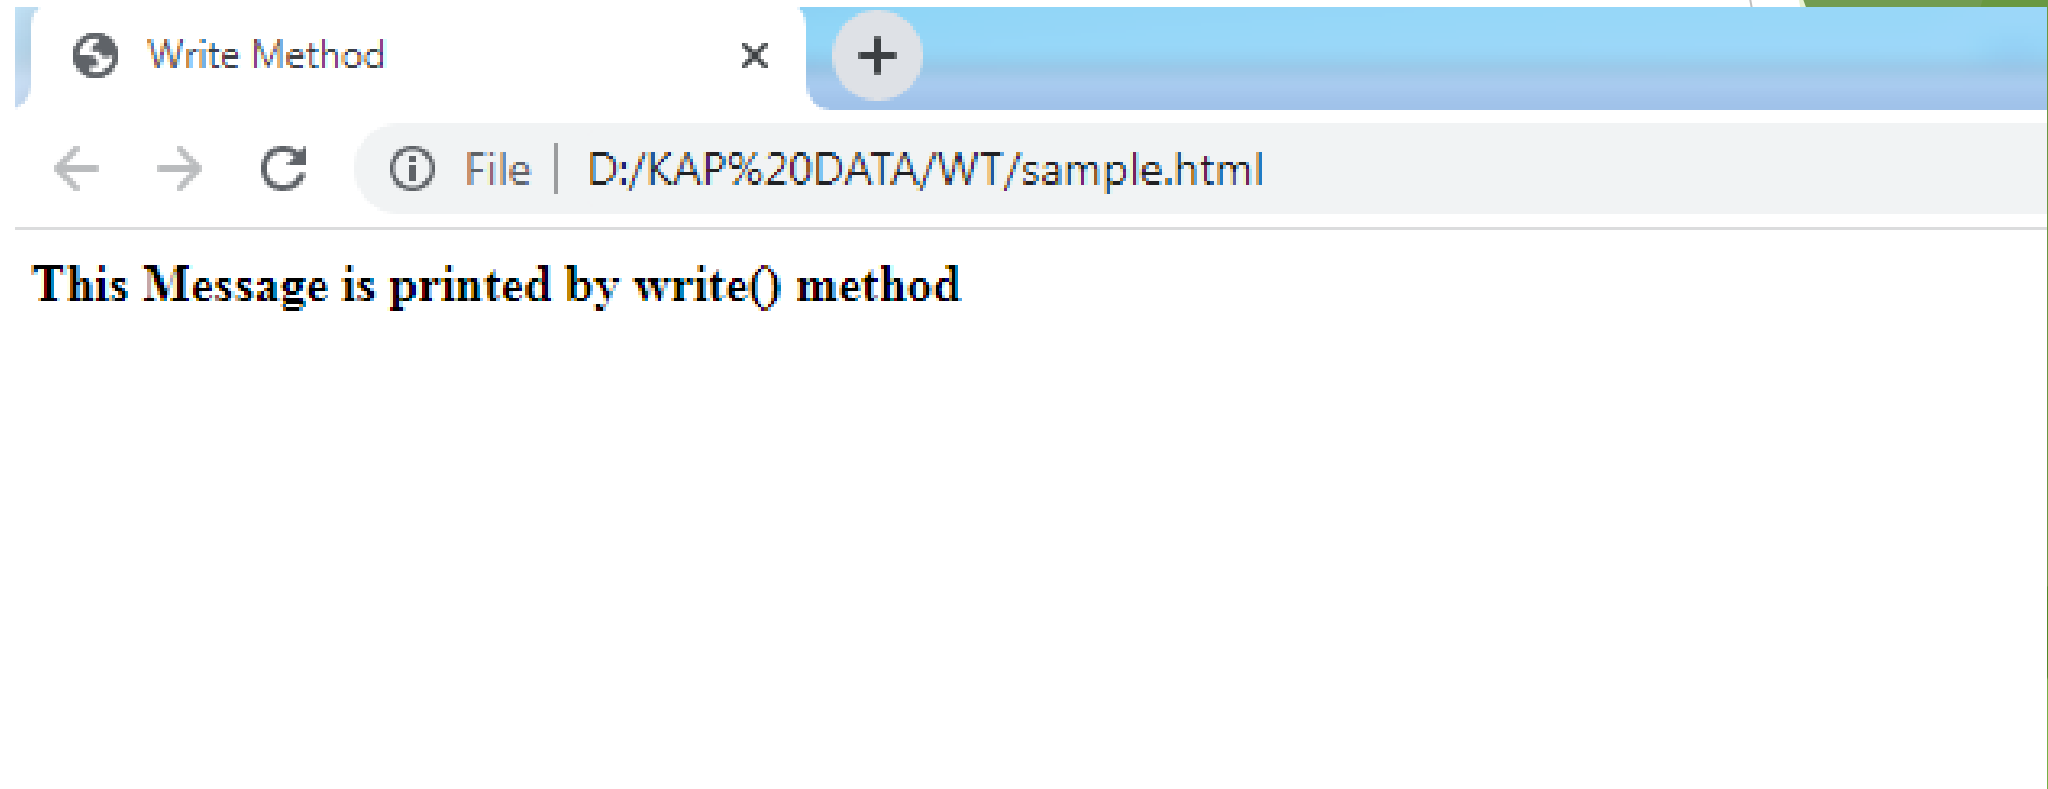 Write Method
File D:/KAP%20DATA/WT/sample.html
This Message is printed by write() method